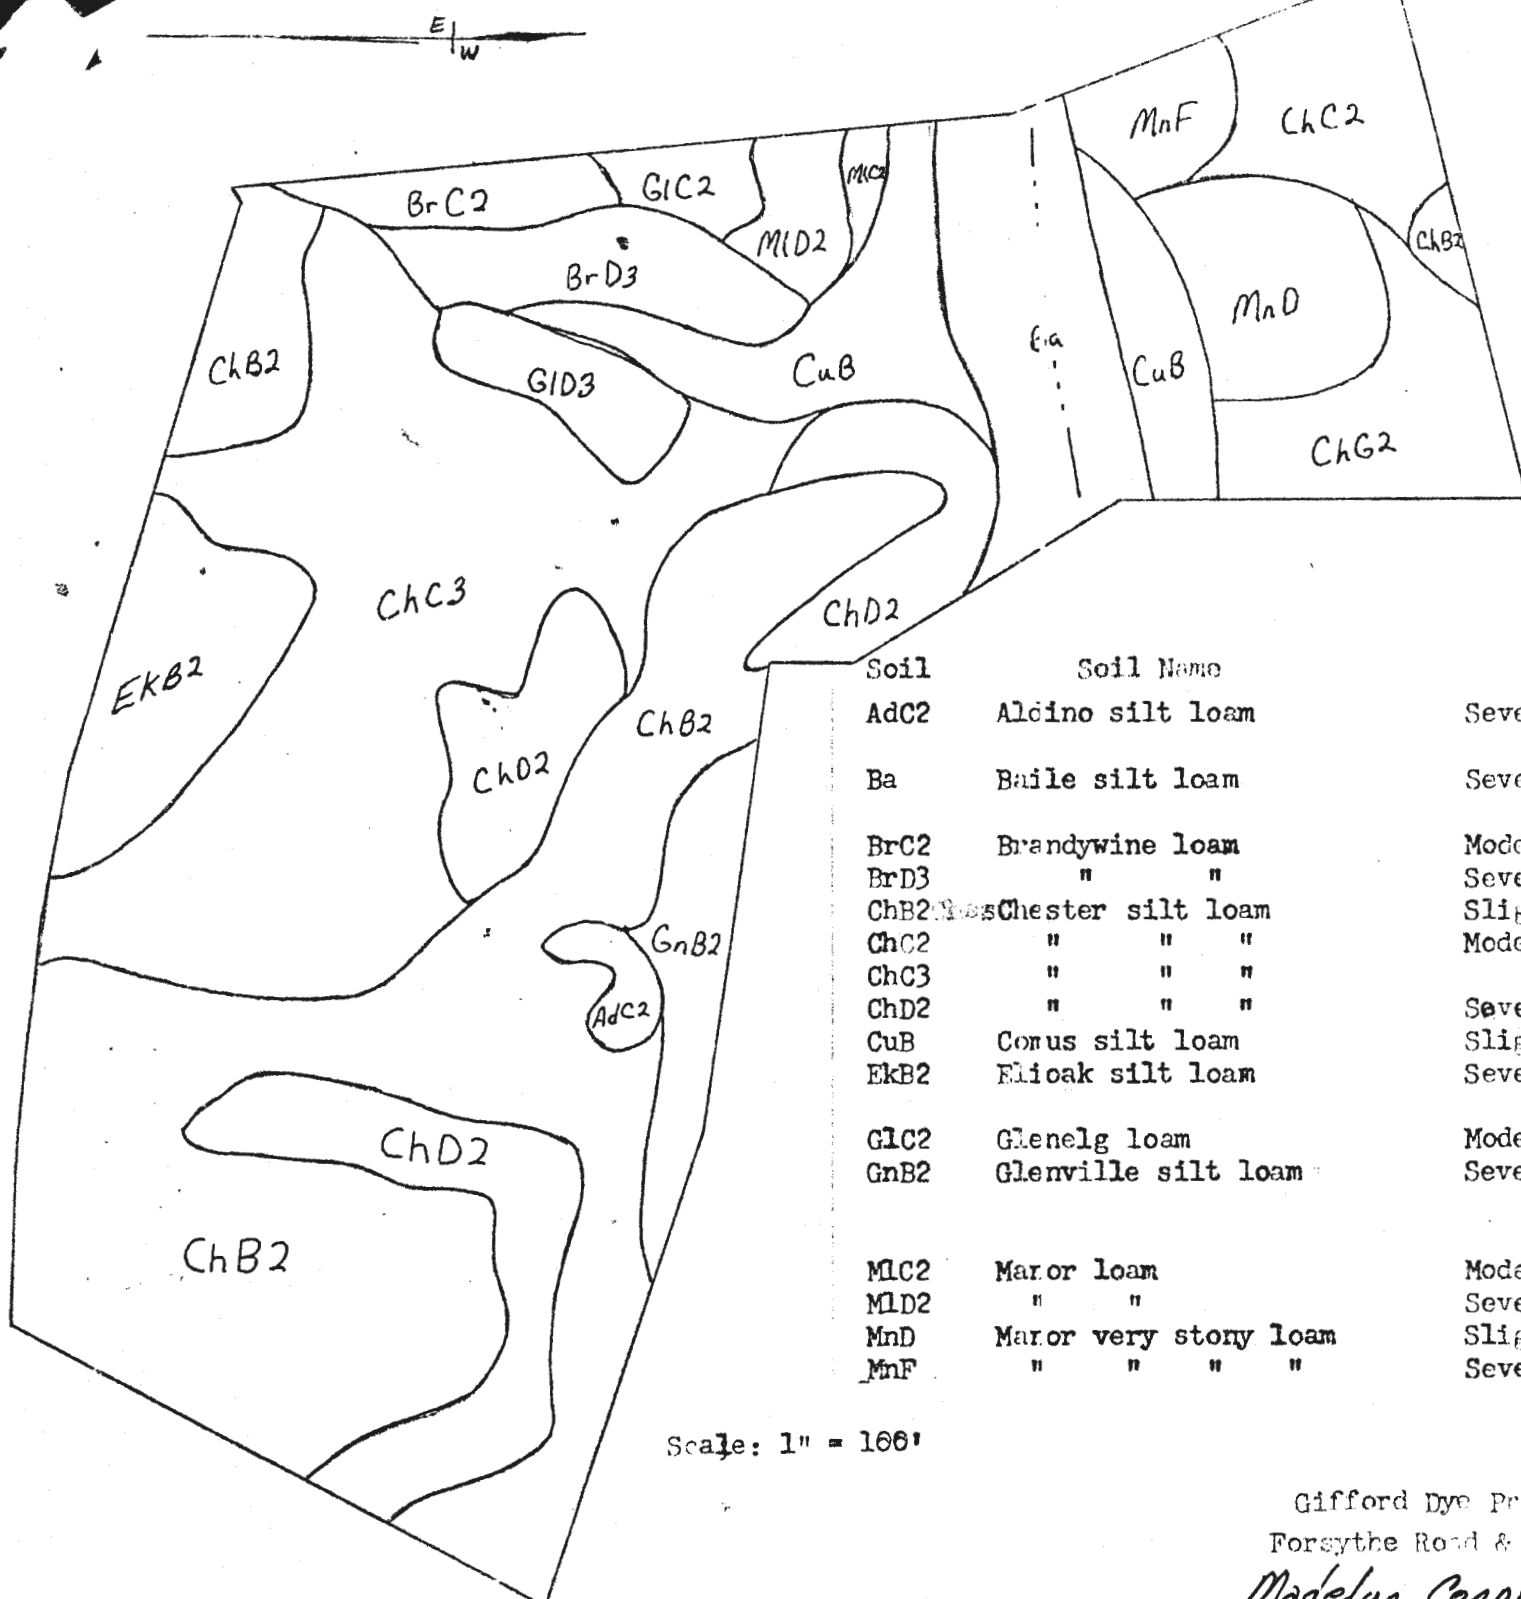 E
W
MnF
ChC2
BrC2
GlC2
MlC2
MlD2
ChB2
BrD3
MnD
ChB2
GlD3
CuB
Ba
CuB
ChG2
ChC3
ChD2
EkB2
ChB2
ChD2
GnB2
AdC2
ChD2
ChB2
Soil Soil Name
AdC2 Aldino silt loam Seve
Ba Baile silt loam Seve
BrC2 Brandywine loam Mode
BrD3 " " Seve
ChB2 Chester silt loam Slig
ChC2 " " " Mode
ChC3 " " "
ChD2 " " " Seve
CuB Comus silt loam Slig
EkB2 Elioak silt loam Seve
GlC2 Glenelg loam Mode
GnB2 Glenville silt loam Seve
MlC2 Manor loam Mode
MlD2 " " Seve
MnD Manor very stony loam Slig
MnF " " " " Seve
Scale: 1" = 100'
Gifford Dye Pr
Forsythe Road &